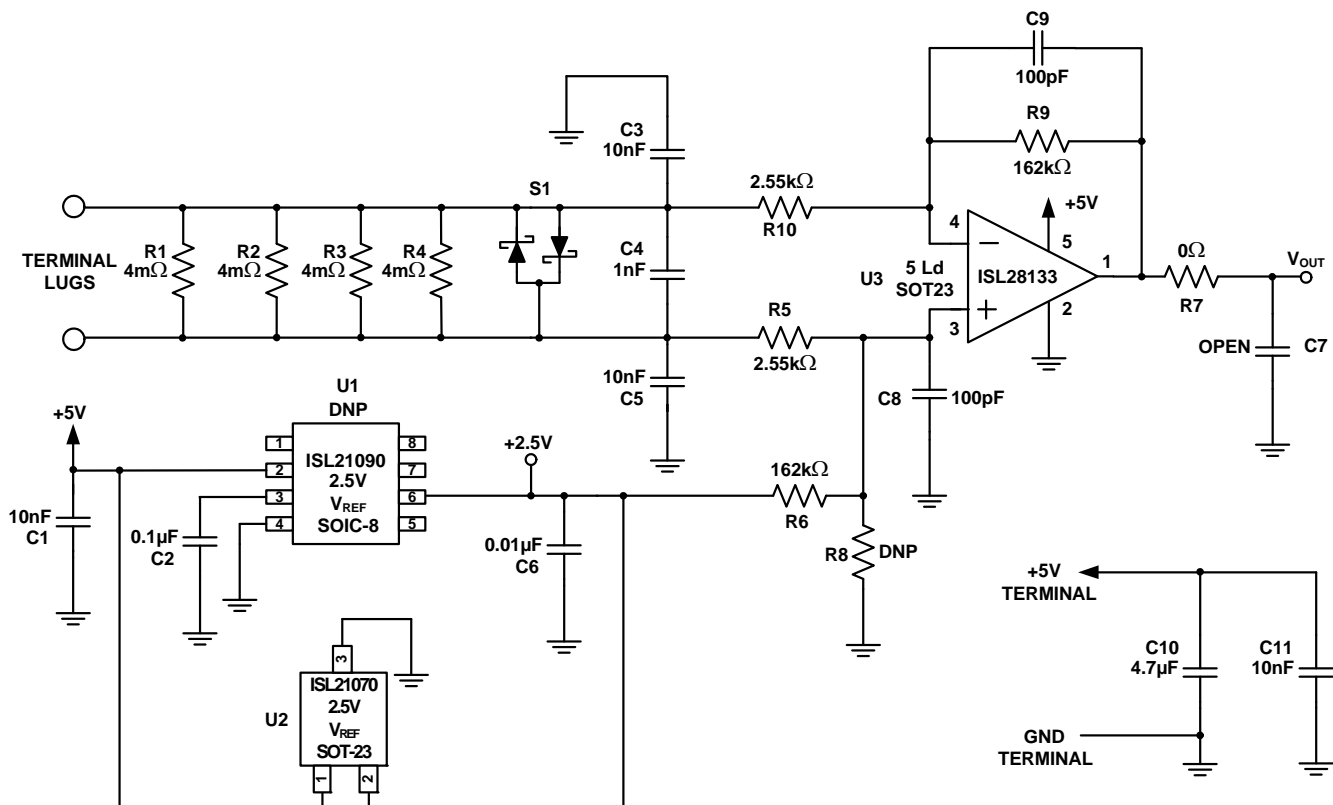 C9
100pF
R9
162kΩ
C3
10nF
S1
2.55kΩ
R10
+5V
4
5
TERMINAL
LUGS
R1
4mΩ
R2
4mΩ
R3
4mΩ
R4
4mΩ
C4
1nF
U3
5 Ld
SOT23
ISL28133
−
+
1
2
3
0Ω
R7
VOUT
R5
2.55kΩ
OPEN
C7
10nF
C5
C8
100pF
U1
DNP
+5V
+2.5V
1
2
3
4
8
7
6
5
ISL21090
2.5V
VREF
SOIC-8
10nF
C1
0.1µF
C2
0.01µF
C6
162kΩ
R6
R8
DNP
+5V
TERMINAL
C10
4.7µF
C11
10nF
GND
TERMINAL
3
U2
ISL21070
2.5V
VREF
SOT-23
1
2